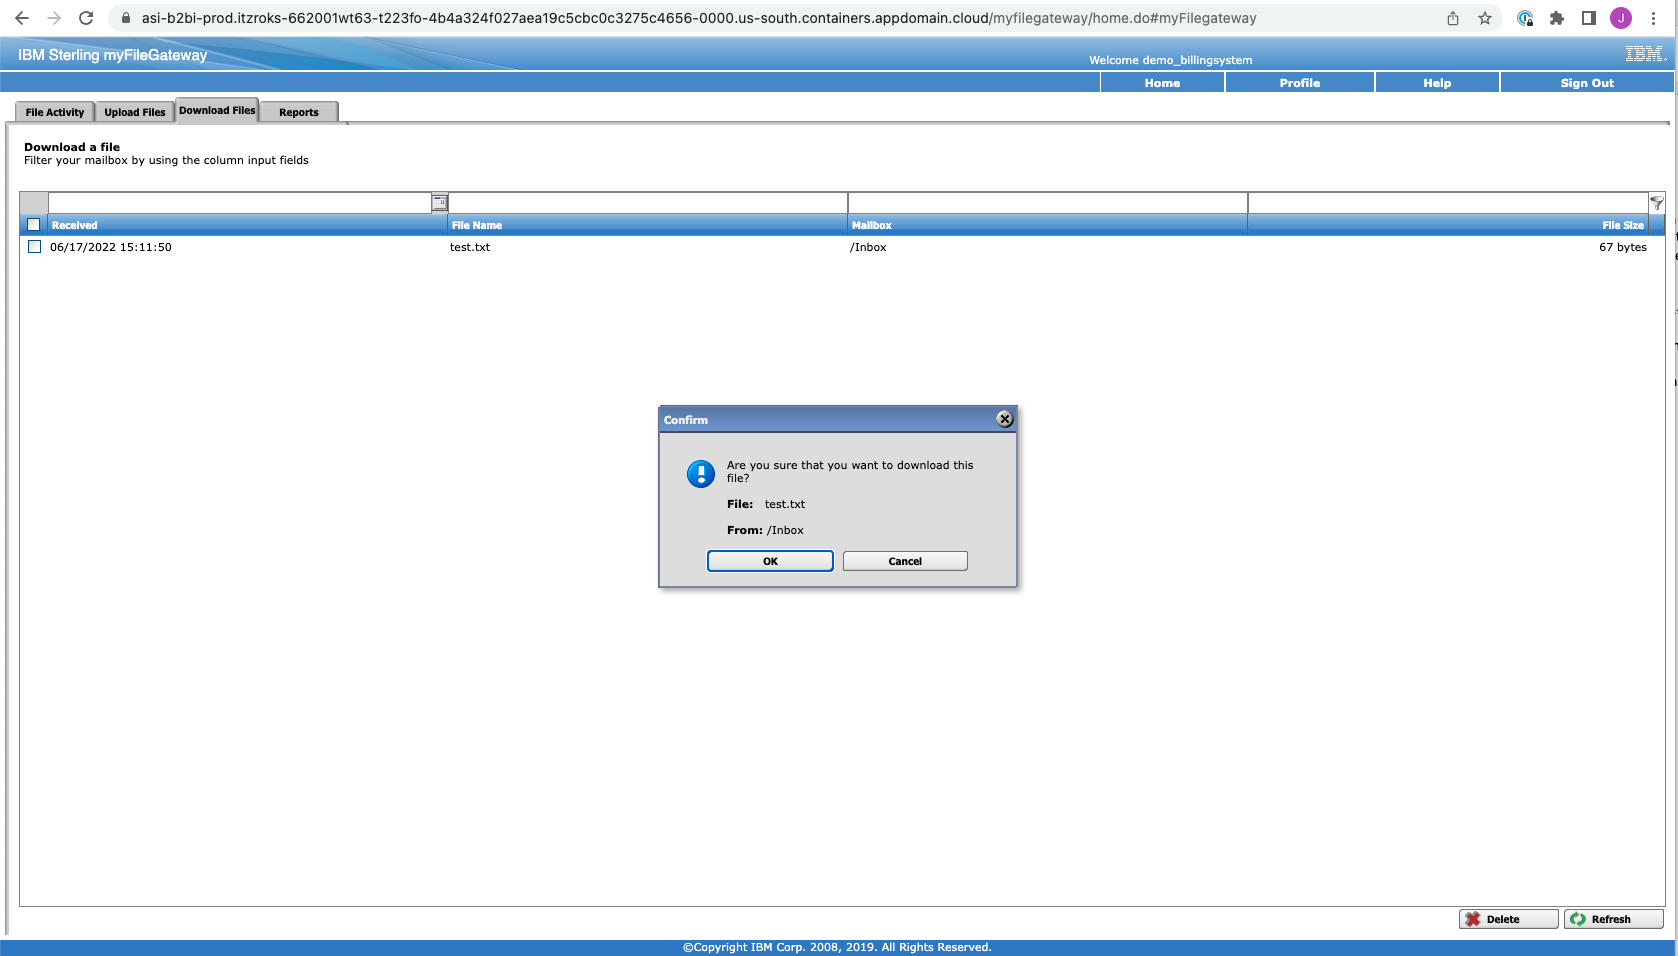 asi-b2bi-prod.itzroks-662001wt63-t223fo-4b4a324f027aea19c5cbc0c3275c4656-0000.us-south.containers.appdomain.cloud/myfilegateway/home.do#myFilegateway
J
IBM Sterling myFileGateway
Welcome demo_billingsystem
IBM
Home Profile Help Sign Out
File Activity Upload Files Download Files Reports
Download a file
Filter your mailbox by using the column input fields
Received File Name Mailbox File Size
06/17/2022 15:11:50 test.txt /Inbox 67 bytes
Confirm
Are you sure that you want to download this
file?
File: test.txt
From: /Inbox
OK Cancel
Delete Refresh
©Copyright IBM Corp. 2008, 2019. All Rights Reserved.